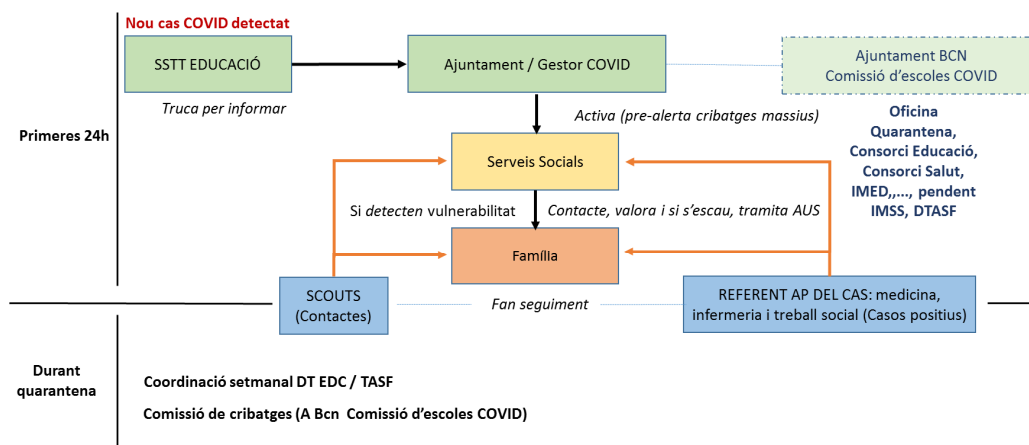 Nou cas COVID detectat
SSTT EDUCACIÓ
Ajuntament / Gestor COVID
Ajuntament BCN
Comissió d'escoles COVID
Truca per informar
Activa (pre-alerta cribatges massius)
Oficina
Quarantena,
Consorci Educació,
Consorci Salut,
IMED,,..., pendent
IMSS, DTASF
Primeres 24h
Serveis Socials
Si detecten vulnerabilitat
Contacte, valora i si s'escau, tramita AUS
Família
SCOUTS
(Contactes)
Fan seguiment
REFERENT AP DEL CAS: medicina,
infermeria i treball social (Casos positius)
Durant
quarantena
Coordinació setmanal DT EDC / TASF
Comissió de cribatges (A Bcn Comissió d'escoles COVID)